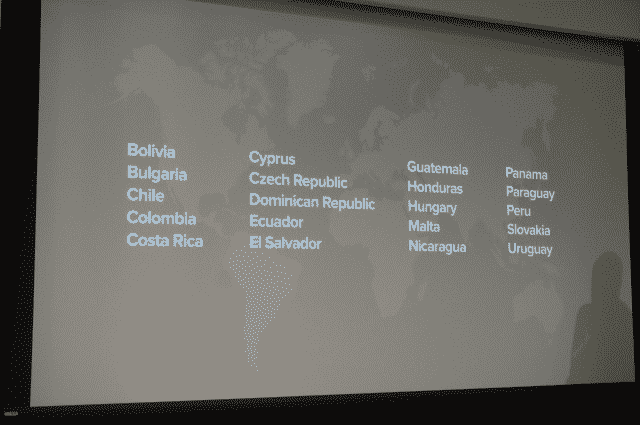 Bolivia
Bulgaria
Chile
Colombia
Costa Rica
Cyprus
Czech Republic
Dominican Republic
Ecuador
El Salvador
Guatemala
Honduras
Hungary
Malta
Nicaragua
Panama
Paraguay
Peru
Slovakia
Uruguay